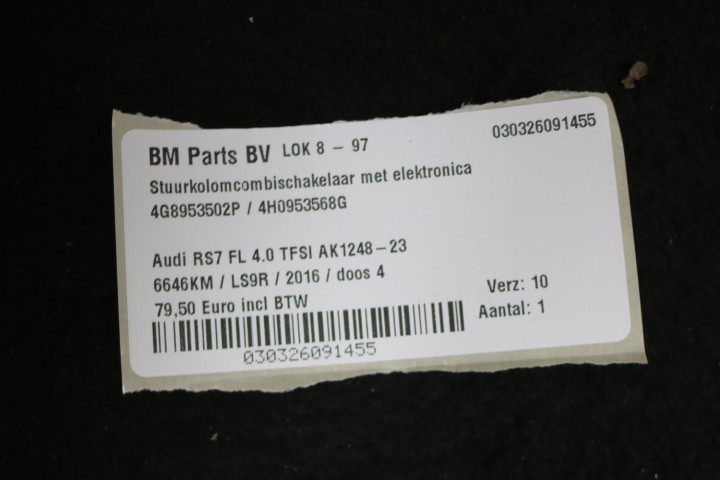 BM Parts BV LOK 8 - 97 030326091455
Stuurkolomcombischakelaar met elektronica
4G8953502P / 4H0953568G
Audi RS7 FL 4.0 TFSI AK1248-23
6646KM / LS9R / 2016 / doos 4
79,50 Euro incl BTW
Verz: 10
Aantal: 1
030326091455